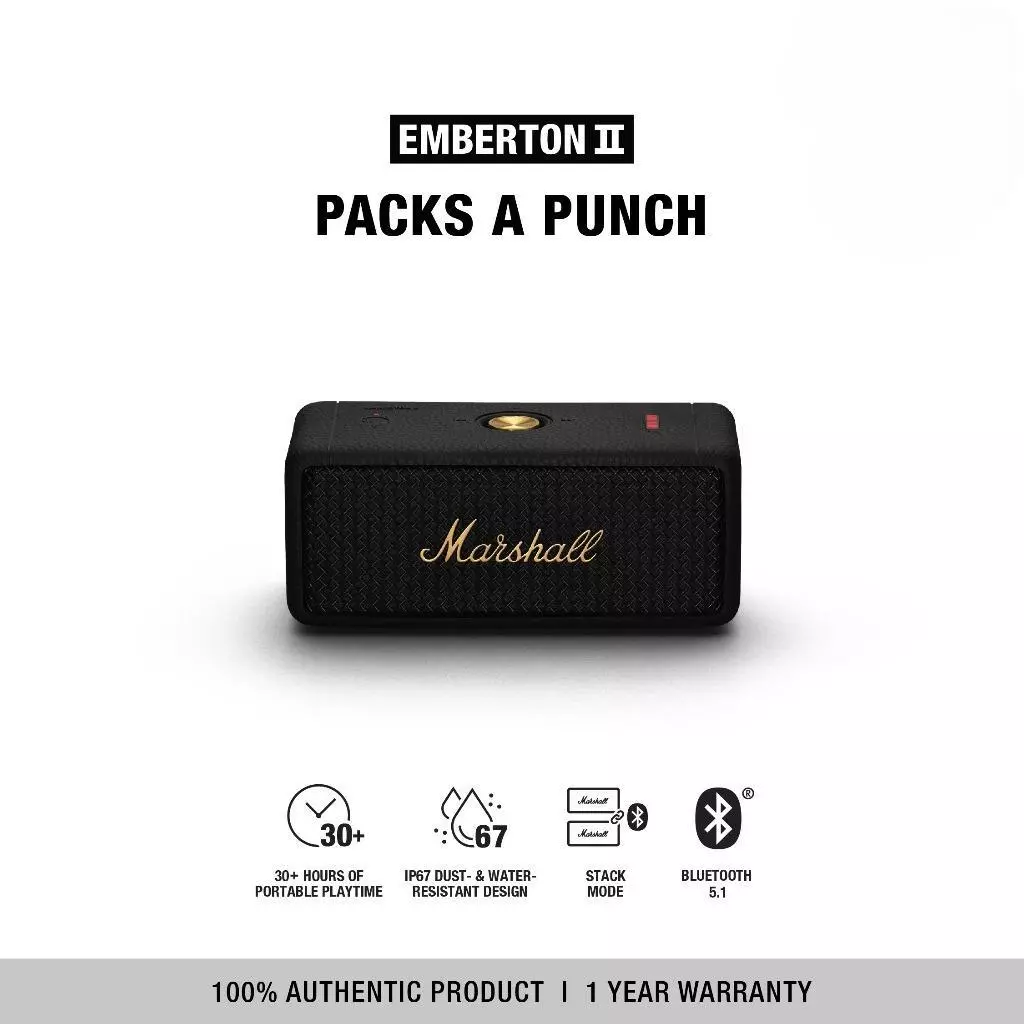 EMBERTON II
PACKS A PUNCH
Marshall
30+
67
Marshall
Marshall
®
30+ HOURS OF
PORTABLE PLAYTIME
IP67 DUST- & WATER-
RESISTANT DESIGN
STACK
MODE
BLUETOOTH
5.1
100% AUTHENTIC PRODUCT | 1 YEAR WARRANTY